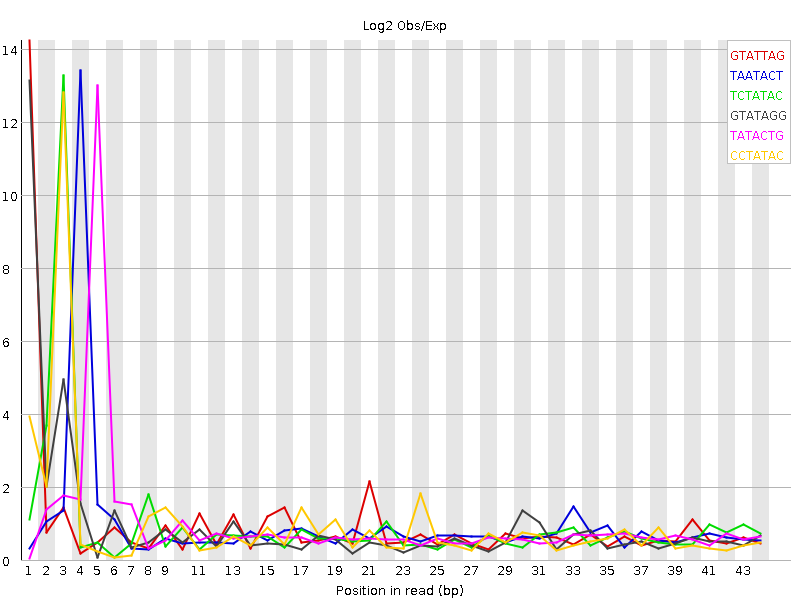 Log2 Obs/Exp
14
12
10
8
6
4
2
0
GTATTAG
TAATACT
TCTATAC
GTATAGG
TATACTG
CCTATAC
1 2 3 4 5 6 7 8 9 11 13 15 17 19 21 23 25 27 29 31 33 35 37 39 41 43
Position in read (bp)